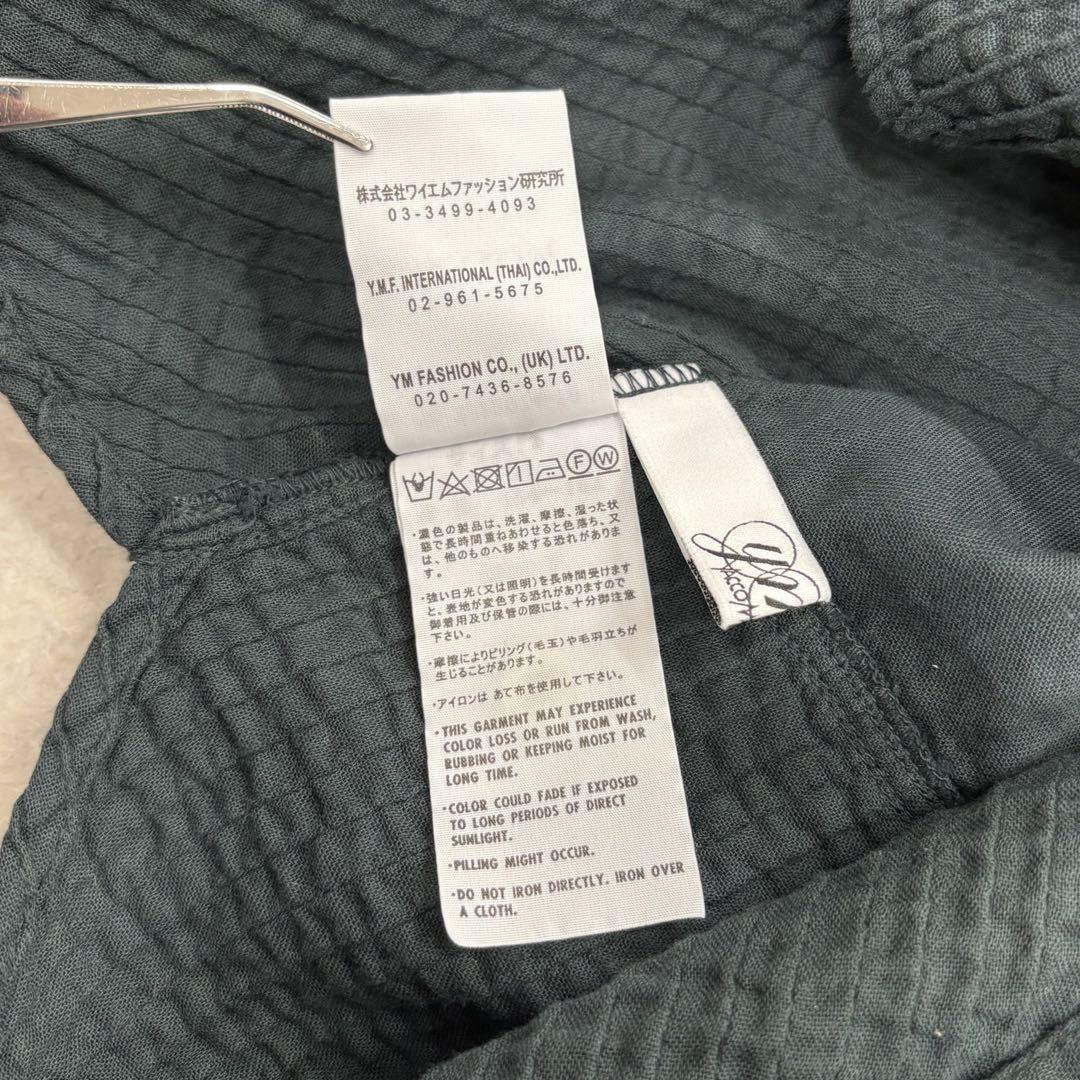 株式会社ワイエムファッション研究所
03-3499-4093
Y.M.F. INTERNATIONAL (THAI) CO.,LTD.
02-961-5675
YM FASHION CO., (UK) LTD.
020-7436-8576
F W
・濃色の製品は、洗濯、摩擦、湿った状
態で長時間重ねあわせると色落ち、又
は、他のものへ移染する恐れがありま
す。
・強い日光(又は照明)を長時間受けます
と、表地が変色する恐れがありますので
御着用及び保管の際には、十分御注意
下さい。
・摩擦によりピリング(毛玉)や毛羽立ちが
生じることがあります。
・アイロンは あて布を使用して下さい。
・THIS GARMENT MAY EXPERIENCE
COLOR LOSS OR RUN FROM WASH,
RUBBING OR KEEPING MOIST FOR
LONG TIME.
・COLOR COULD FADE IF EXPOSED
TO LONG PERIODS OF DIRECT
SUNLIGHT.
・PILLING MIGHT OCCUR.
・DO NOT IRON DIRECTLY. IRON OVER
A CLOTH.